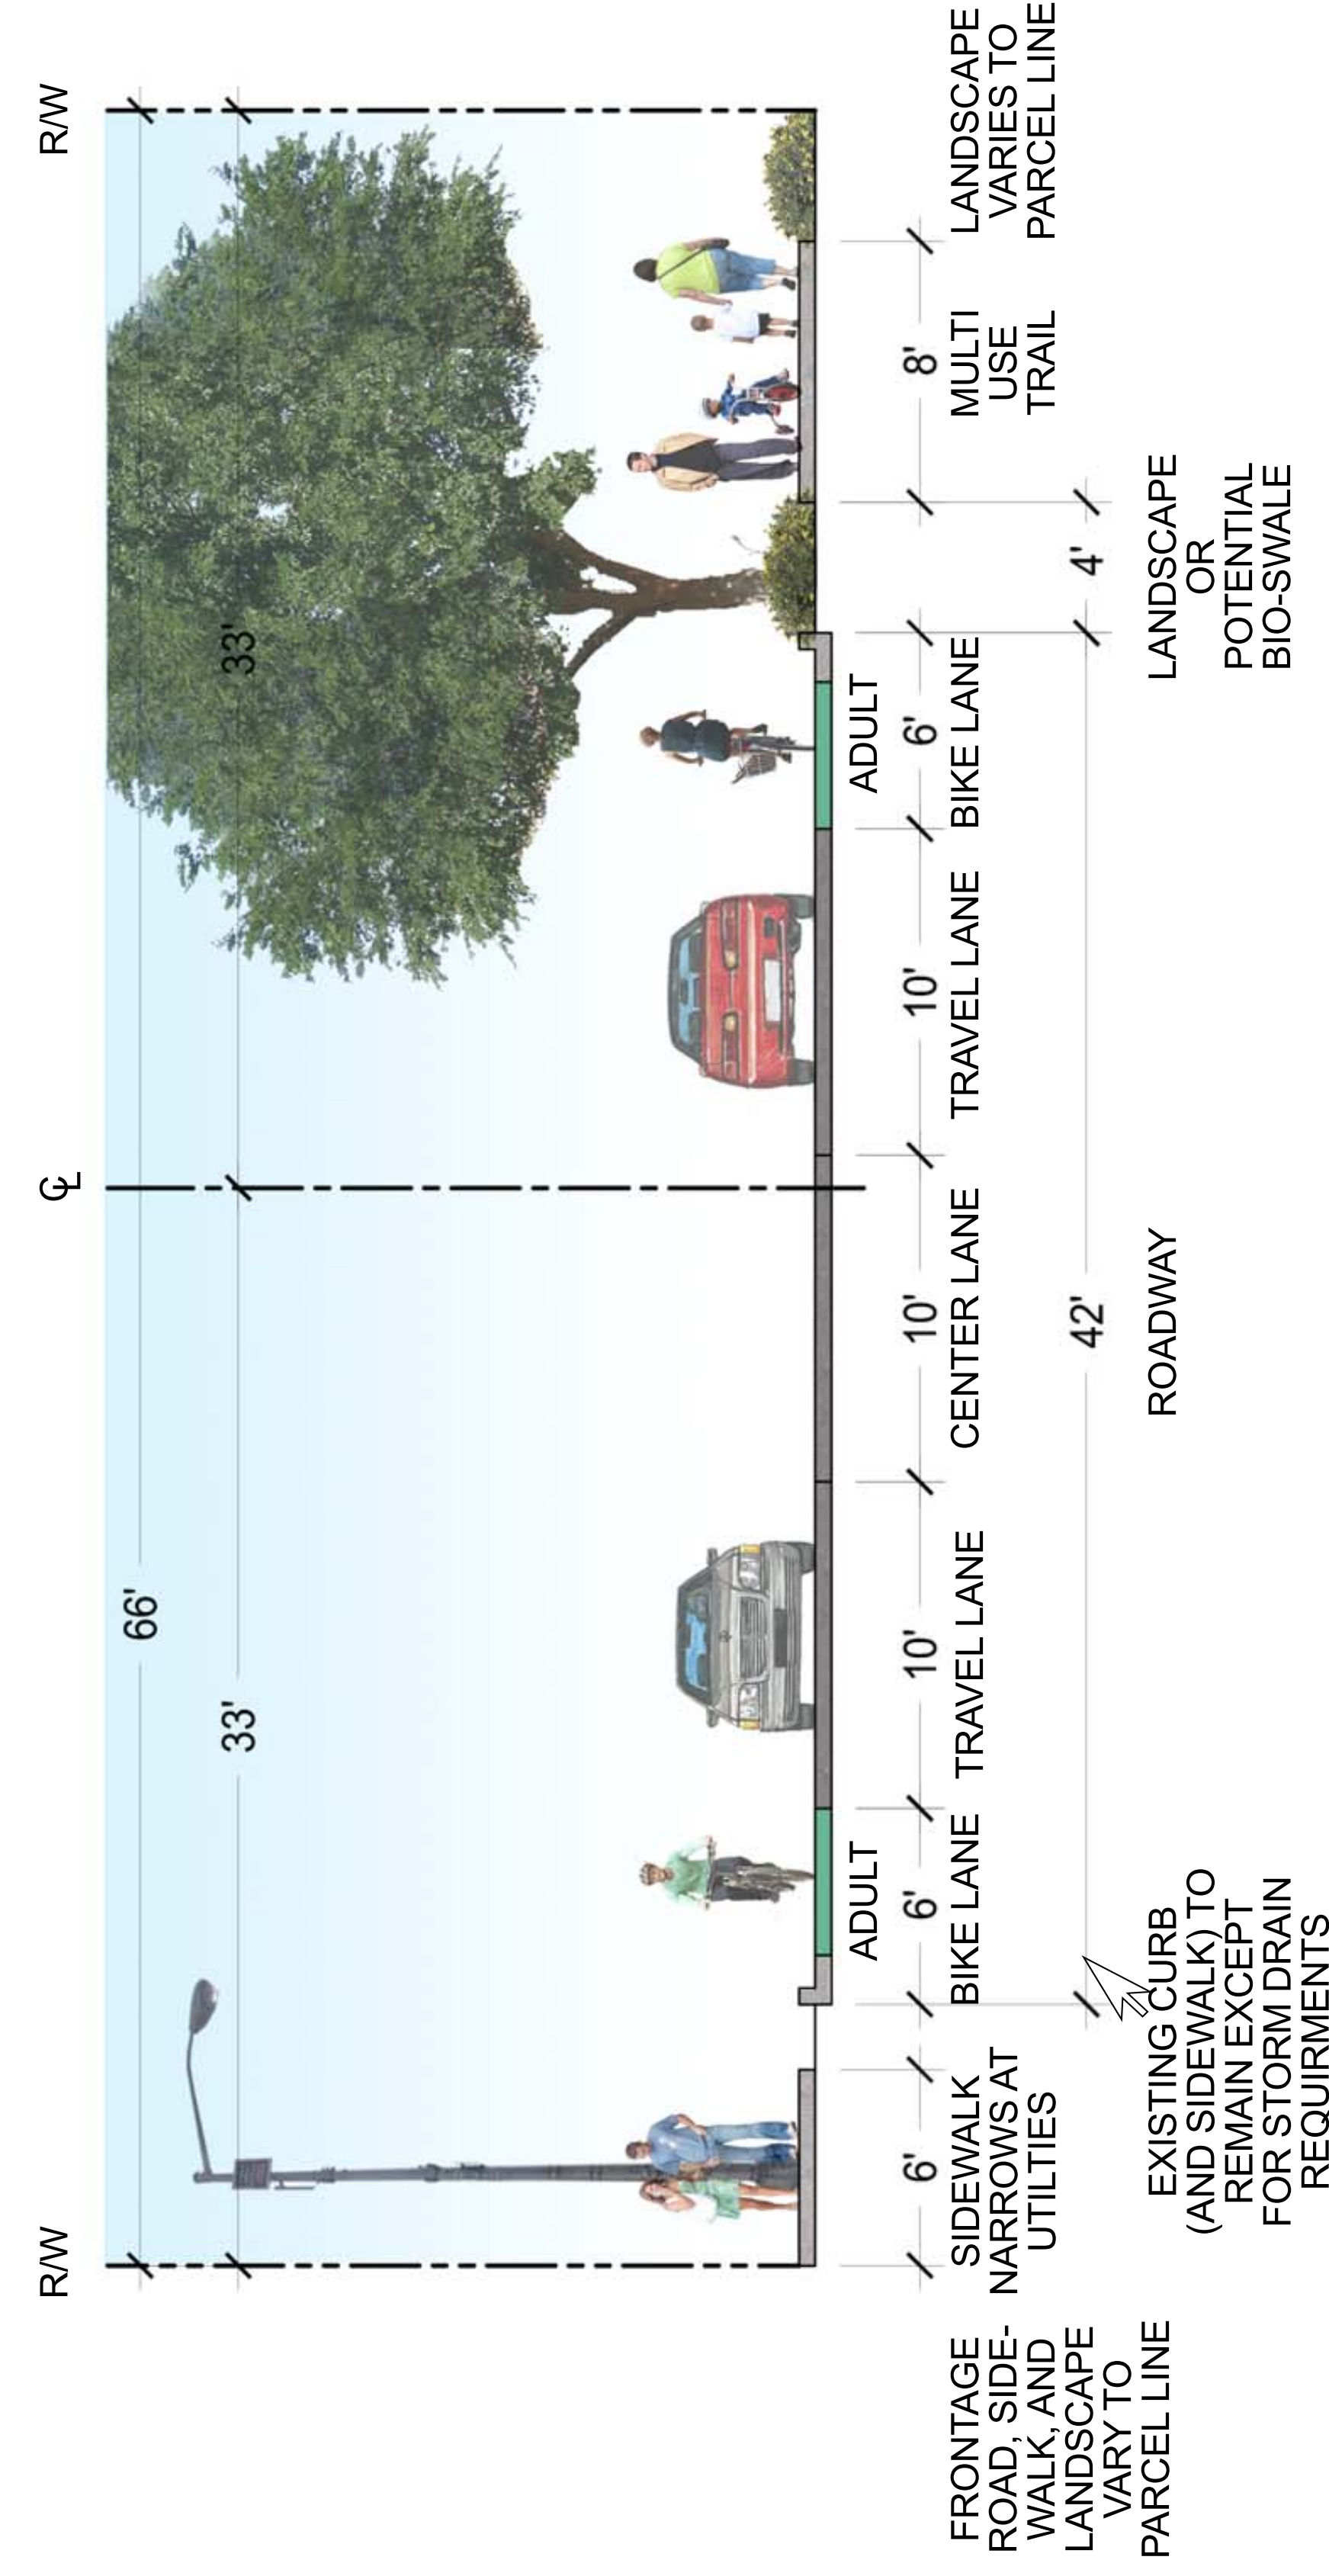 R/W
CL
R/W
66'
33'
33'
ADULT
ADULT
6'
6'
10'
10'
10'
6'
8'
FRONTAGE
ROAD, SIDE-
WALK, AND
LANDSCAPE
VARY TO
PARCEL LINE
SIDEWALK
NARROWS AT
UTILITIES
BIKE LANE
TRAVEL LANE
CENTER LANE
TRAVEL LANE
BIKE LANE
MULTI
USE
TRAIL
LANDSCAPE
VARIES TO
PARCEL LINE
42'
4'
EXISTING CURB
(AND SIDEWALK) TO
REMAIN EXCEPT
FOR STORM DRAIN
REQUIRMENTS
ROADWAY
LANDSCAPE
OR
POTENTIAL
BIO-SWALE